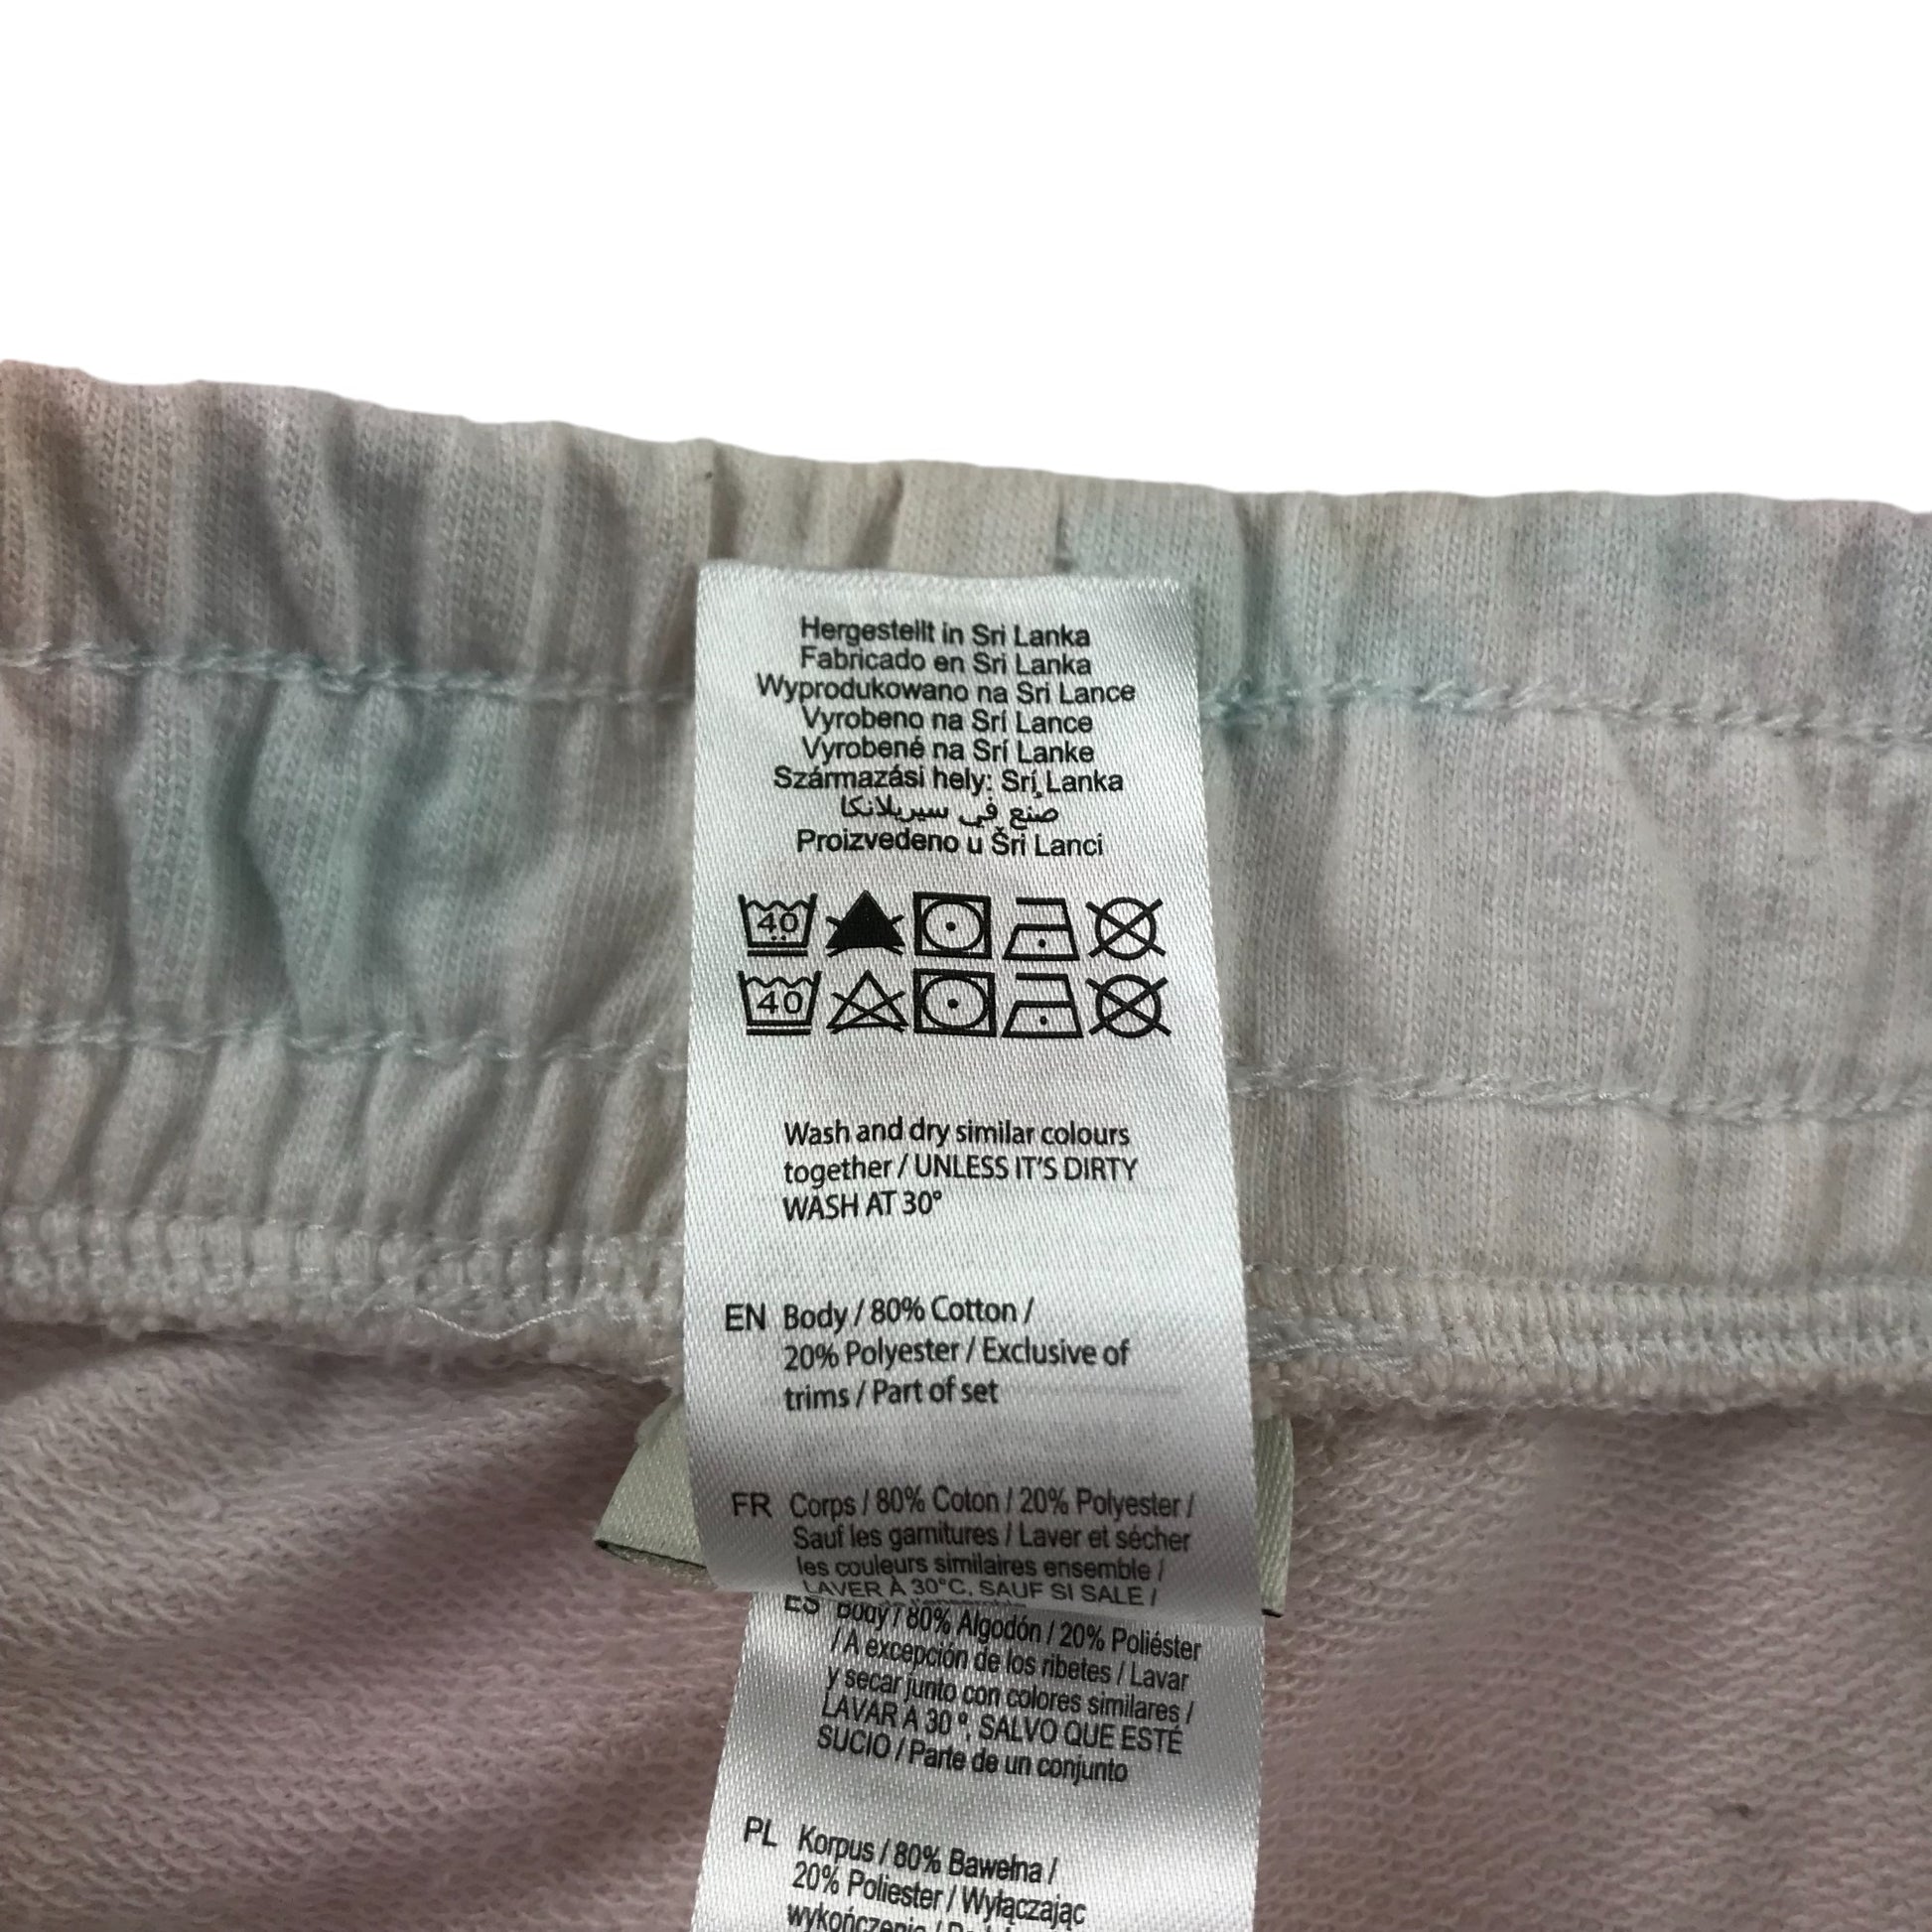 Hergestellt in Sri Lanka
Fabricado en Sri Lanka
Wyprodukowano na Sri Lance
Vyrobeno na Srí Lance
Vyrobené na Srí Lanke
Származási hely: Srí Lanka
صنع في سيريلانكا
Proizvedeno u Šri Lanci
40
40
Wash and dry similar colours
together / UNLESS IT'S DIRTY
WASH AT 30°
EN Body / 80% Cotton /
20% Polyester / Exclusive of
trims / Part of set
FR Corps / 80% Coton / 20% Polyester /
Sauf les garnitures / Laver et sécher
les couleurs similaires ensemble /
LAVER À 30°C, SAUF SI SALE /
ES Body / 80% Algodón / 20% Poliéster
/ A excepción de los ribetes / Lavar
y secar junto con colores similares /
LAVAR A 30 º, SALVO QUE ESTÉ
SUCIO / Parte de un conjunto
PL Korpus / 80% Bawełna /
20% Poliester / Wyłączając
wykończenie /